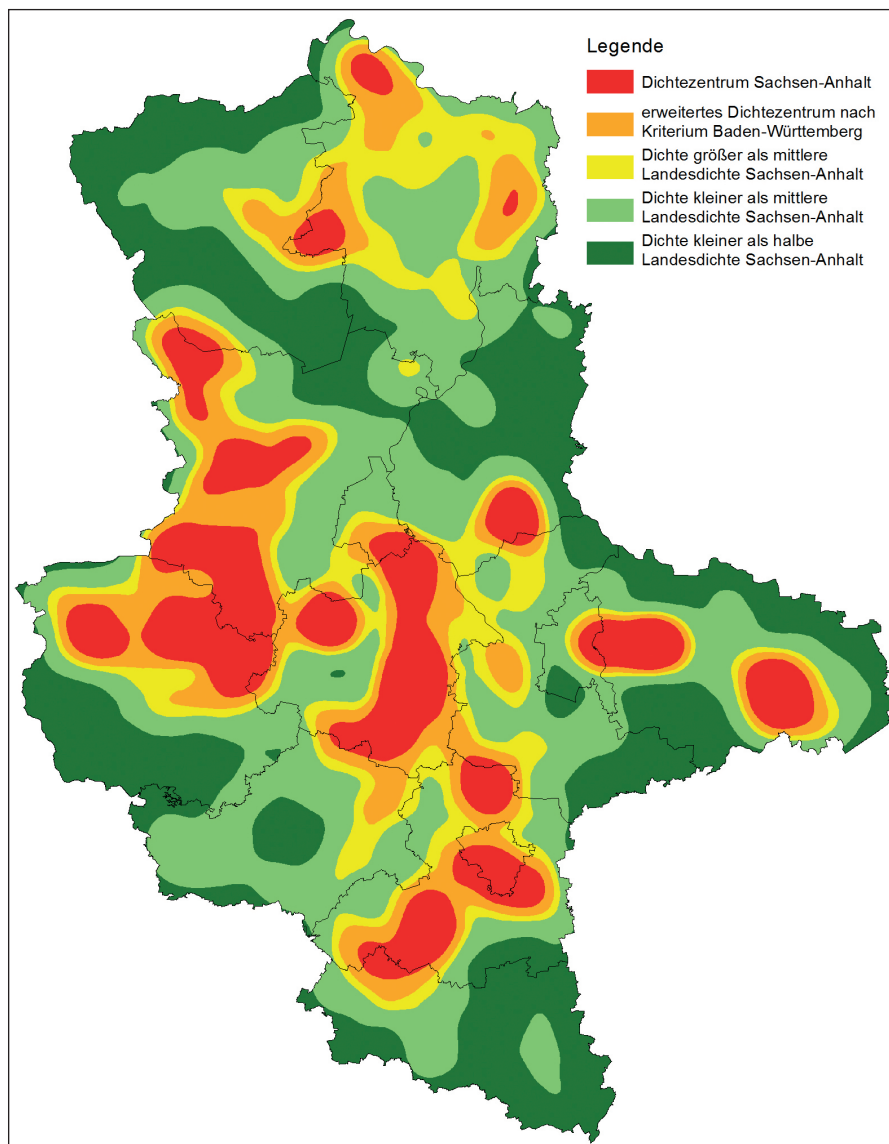 Legende
Dichtezentrum Sachsen-Anhalt
erweitertes Dichtezentrum nach
Kriterium Baden-Württemberg
Dichte größer als mittlere
Landesdichte Sachsen-Anhalt
Dichte kleiner als mittlere
Landesdichte Sachsen-Anhalt
Dichte kleiner als halbe
Landesdichte Sachsen-Anhalt